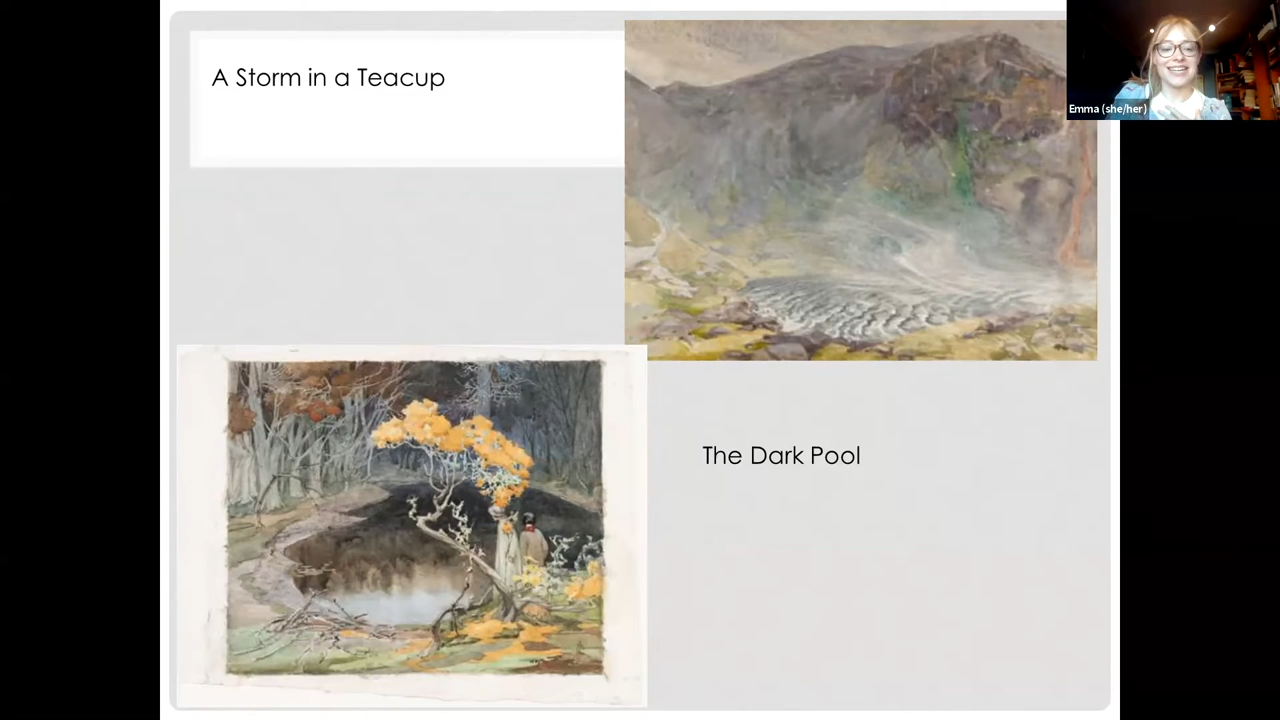 A Storm in a Teacup
Emma (she/her)
The Dark Pool